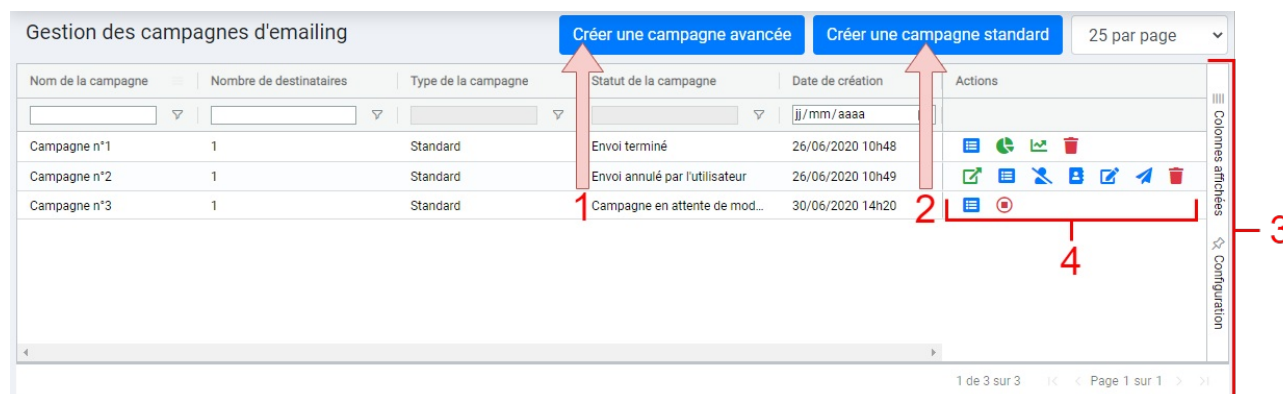 Gestion des campagnes d'emailing
Créer une campagne avancée
Créer une campagne standard
25 par page
Nom de la campagne
Nombre de destinataires
Type de la campagne
Statut de la campagne
Date de création
Actions
jj/mm/aaaa
Campagne n°1 1 Standard Envoi terminé 26/06/2020 10h48
Campagne n°2 1 Standard Envoi annulé par l'utilisateur 26/06/2020 10h49
Campagne n°3 1 Standard Campagne en attente de mod... 30/06/2020 14h20
Colonnes affichées
Configuration
1
2
3
4
1 de 3 sur 3
Page 1 sur 1